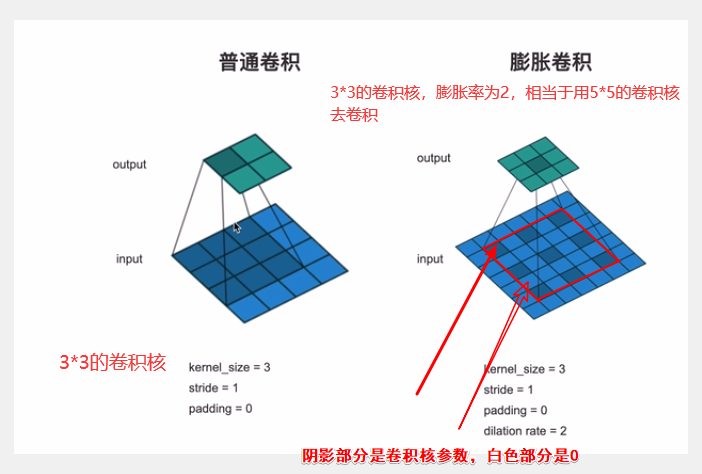 普通卷积
膨胀卷积
3*3的卷积核，膨胀率为2，相当于用5*5的卷积核
去卷积
output
output
input
input
3*3的卷积核
kernel_size = 3
stride = 1
padding = 0
kernel_size = 3
stride = 1
padding = 0
dilation rate = 2
阴影部分是卷积核参数，白色部分是0